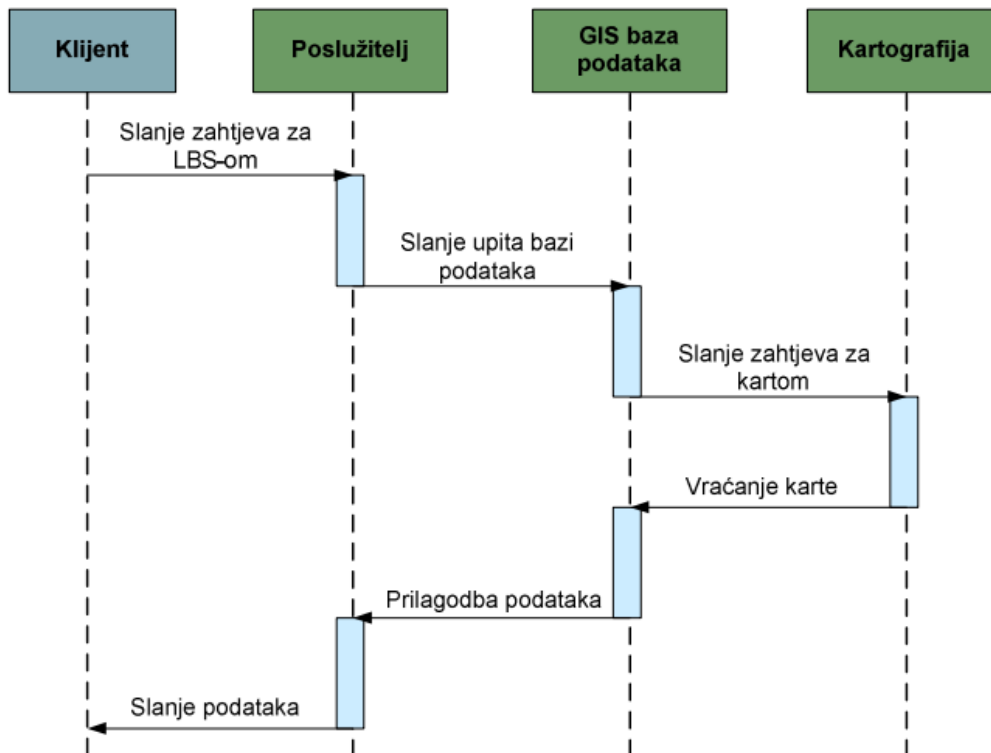 Klijent
Poslužitelj
GIS baza
podataka
Kartografija
Slanje zahtjeva za
LBS-om
Slanje upita bazi
podataka
Slanje zahtjeva za
kartom
Vraćanje karte
Prilagodba podataka
Slanje podataka